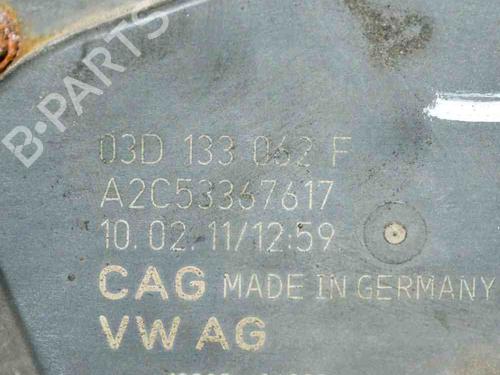 B-PARTS
03D 133 062 F
A2C53367617
10.02.11/12:59
CAG MADE IN GERMANY
VW AG